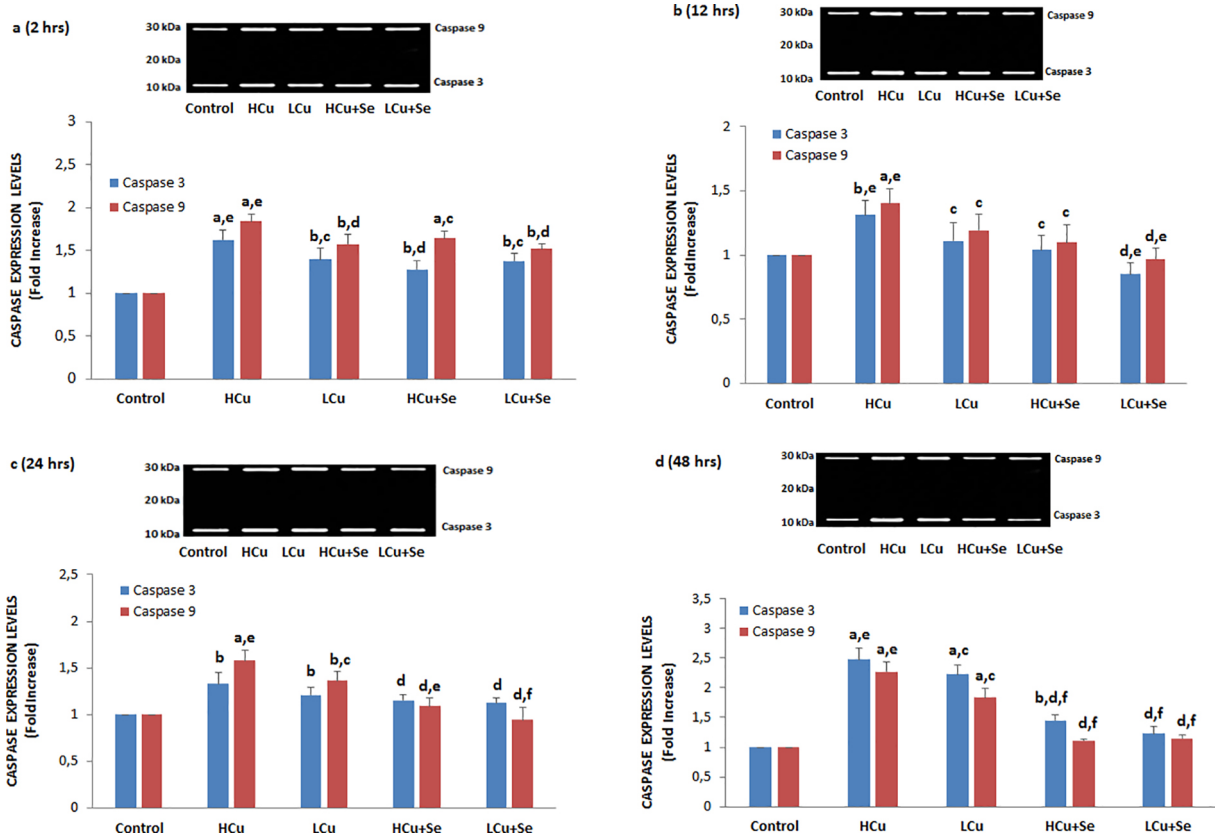 a (2 hrs)
30 kDa
Caspase 9
20 kDa
10 kDa
Caspase 3
Control HCu LCu HCu+Se LCu+Se
CASPASE EXPRESSION LEVELS
(Fold Increase)
3
2,5
2
1,5
1
0,5
0
Caspase 3
Caspase 9
a,e a,e b,c b,d b,d a,c b,c b,d
Control HCu LCu HCu+Se LCu+Se
b (12 hrs)
30 kDa
Caspase 9
20 kDa
10 kDa
Caspase 3
Control HCu LCu HCu+Se LCu+Se
CASPASE EXPRESSION LEVELS
(FoldIncrease)
2
1,5
1
0,5
0
Caspase 3
Caspase 9
b,e a,e c c c c d,e d,e
Control HCu LCu HCu+Se LCu+Se
c (24 hrs)
30 kDa
Caspase 9
20 kDa
10 kDa
Caspase 3
Control HCu LCu HCu+Se LCu+Se
CASPASE EXPRESSION LEVELS
(FoldIncrease)
2,5
2
1,5
1
0,5
0
Caspase 3
Caspase 9
b a,e b b,c d d,e d d,f
Control HCu LCu HCu+Se LCu+Se
d (48 hrs)
30 kDa
Caspase 9
20 kDa
10 kDa
Caspase 3
Control HCu LCu HCu+Se LCu+Se
CASPASE EXPRESSION LEVELS
(Fold Increase)
3,5
3
2,5
2
1,5
1
0,5
0
Caspase 3
Caspase 9
a,e a,e a,c a,c b,d,f d,f d,f d,f
Control HCu LCu HCu+Se LCu+Se